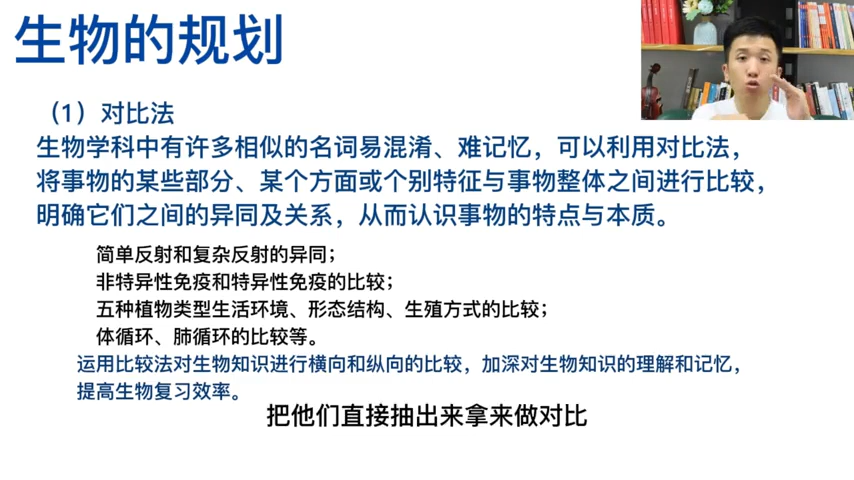 生物的规划
（1）对比法
生物学科中有许多相似的名词易混淆、难记忆，可以利用对比法，
将事物的某些部分、某个方面或个别特征与事物整体之间进行比较，
明确它们之间的异同及关系，从而认识事物的特点与本质。
简单反射和复杂反射的异同；
非特异性免疫和特异性免疫的比较；
五种植物类型生活环境、形态结构、生殖方式的比较；
体循环、肺循环的比较等。
运用比较法对生物知识进行横向和纵向的比较，加深对生物知识的理解和记忆，
提高生物复习效率。
把他们直接抽出来拿来做对比